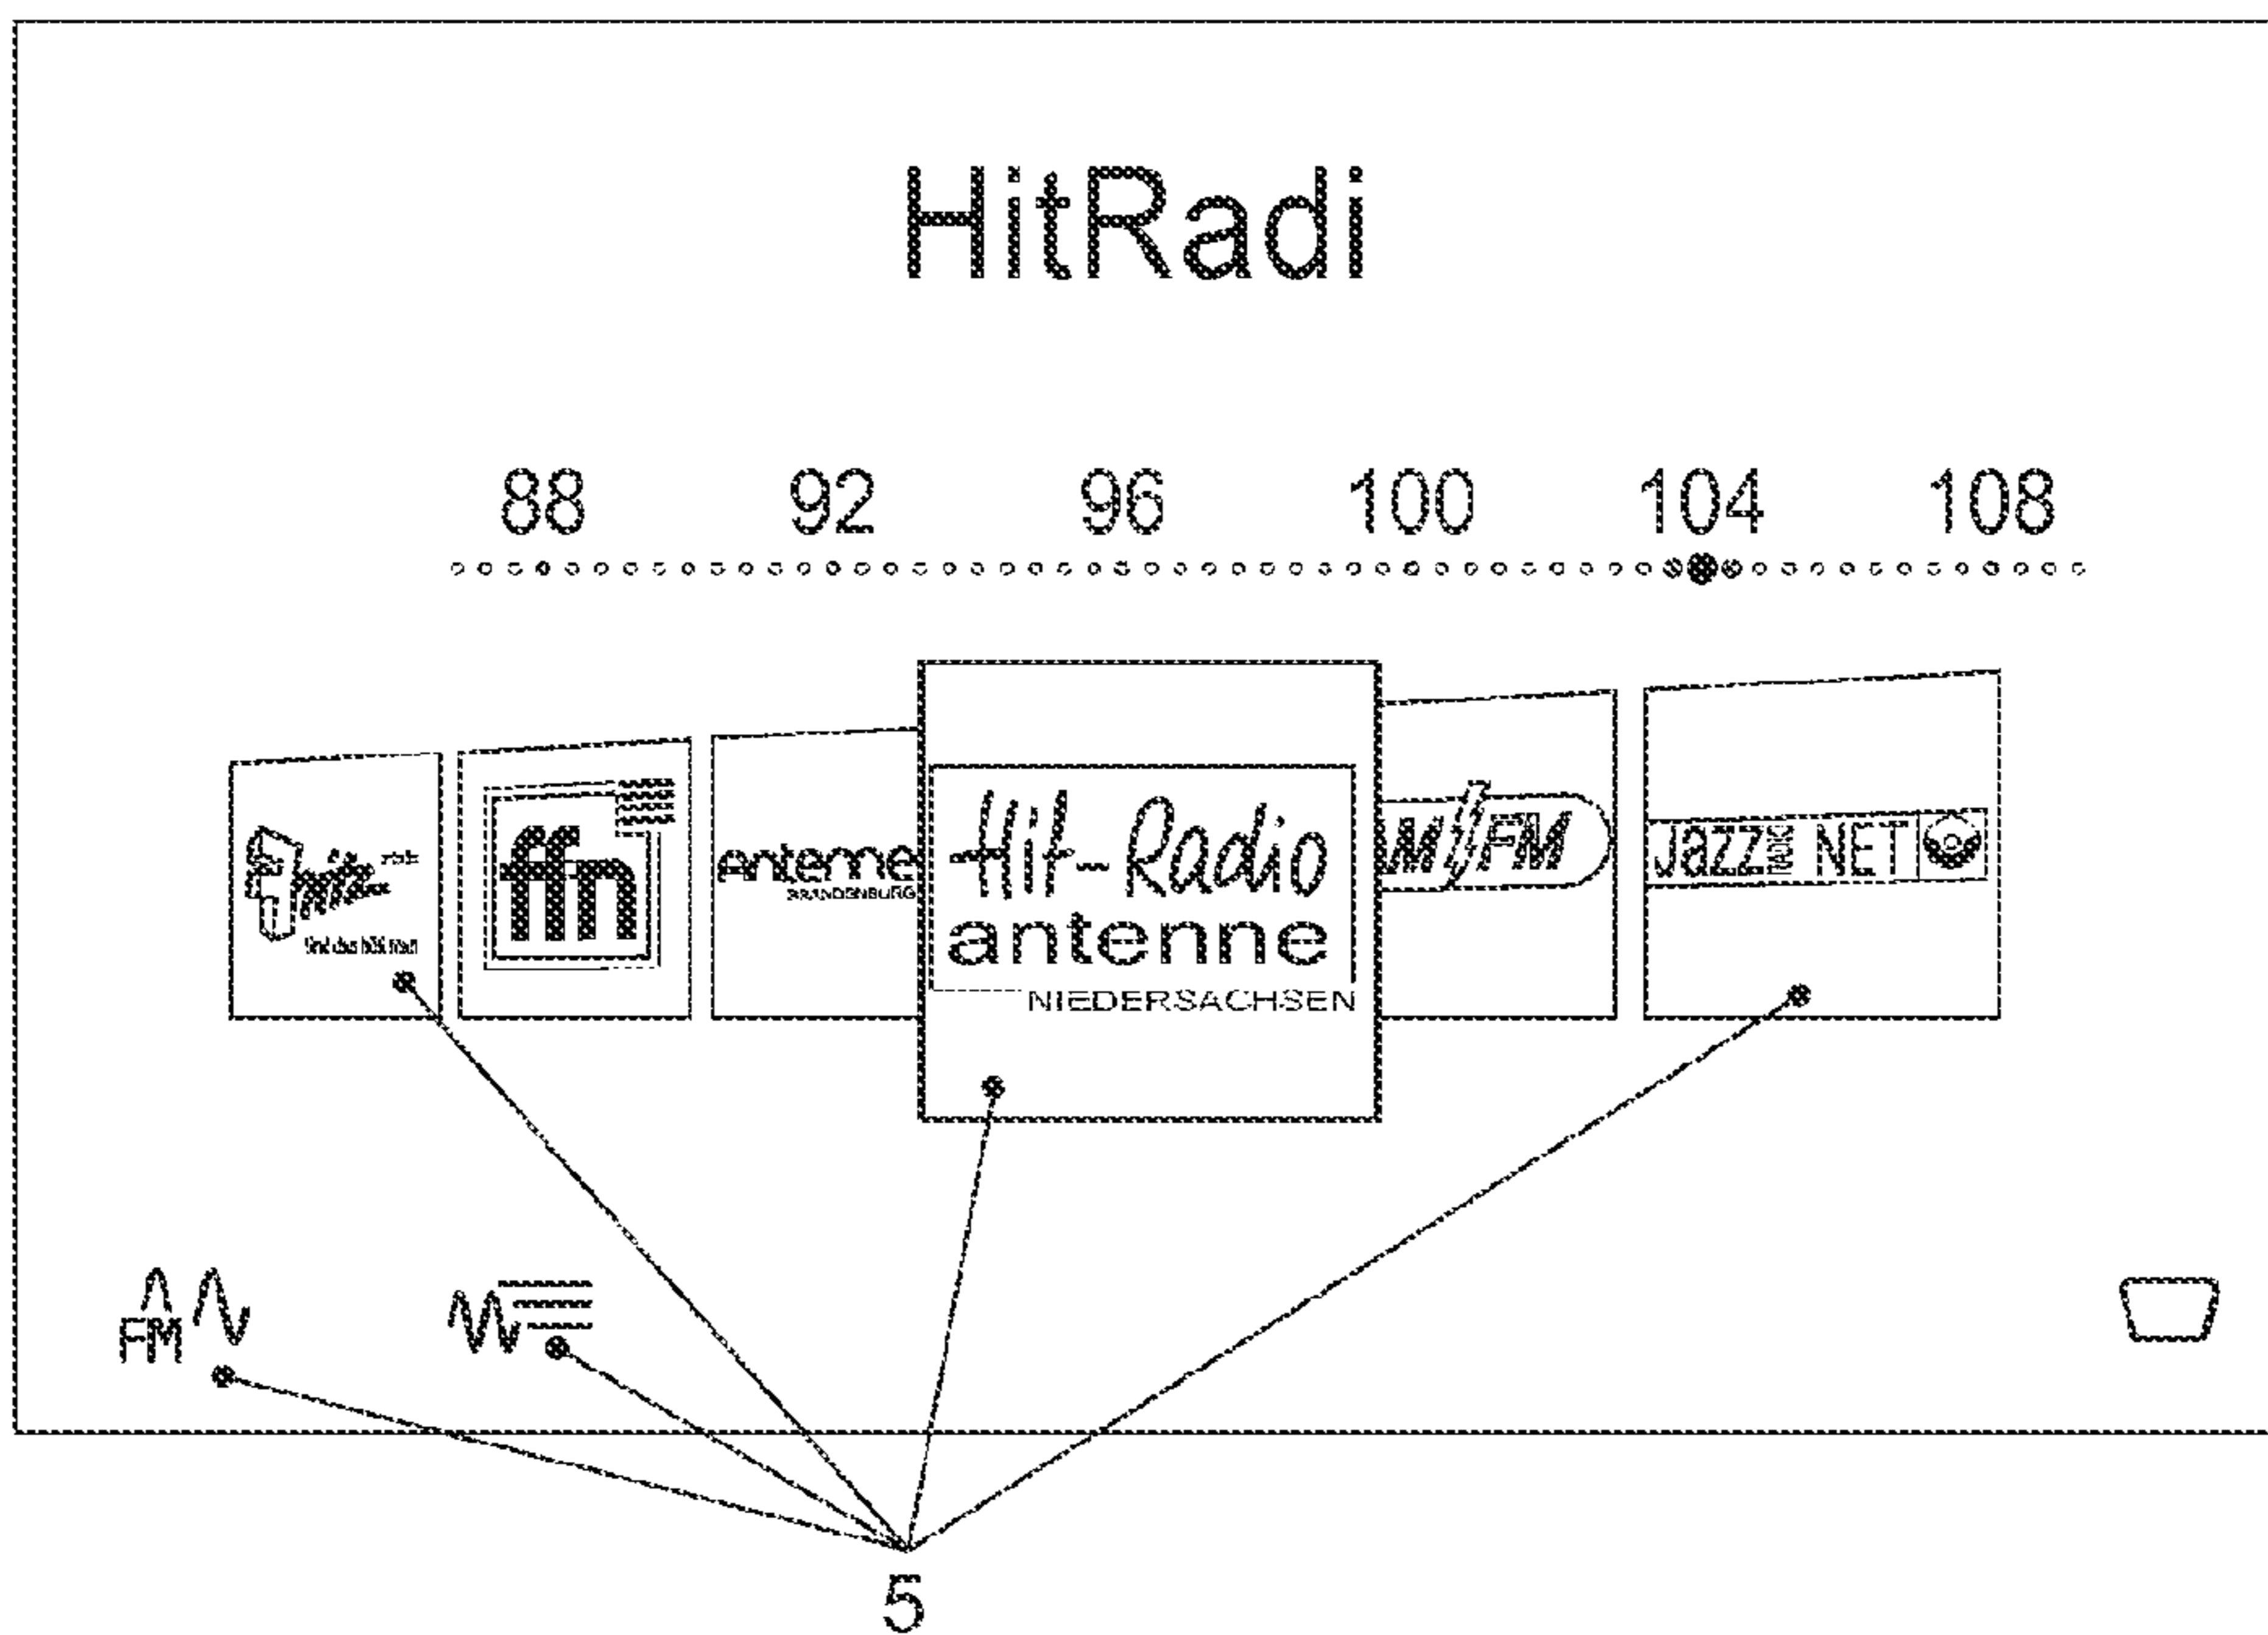 HitRadi
88 92 96 100 104 108
ffn
Antenne
BRANDENBURG
Hit-Radio
antenne
NIEDERSACHSEN
FM
Jazz RADIO NET
FM
5